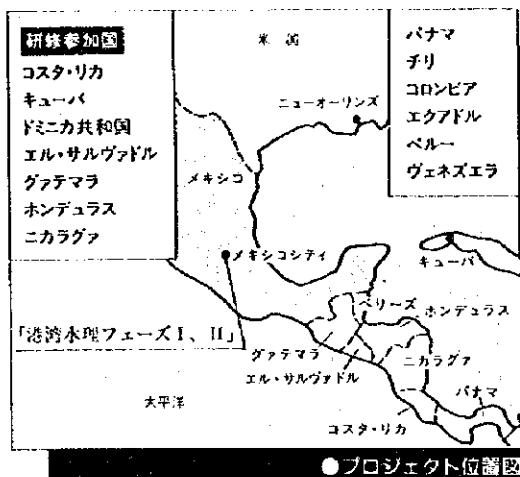 研修参加国
コスタ・リカ
キューバ
ドミニカ共和国
エル・サルヴァドル
グァテマラ
ホンデュラス
ニカラグァ
パナマ
チリ
コロンビア
エクアドル
ペルー
ヴェネズエラ
米国
ニューオーリンズ
メキシコ
メキシコシティ
キューバ
ベリーズ
ホンデュラス
「港湾水理フェーズⅠ、Ⅱ」
グァテマラ
ニカラグァ
エル・サルヴァドル
太平洋
パナマ
コスタ・リカ
●プロジェクト位置図